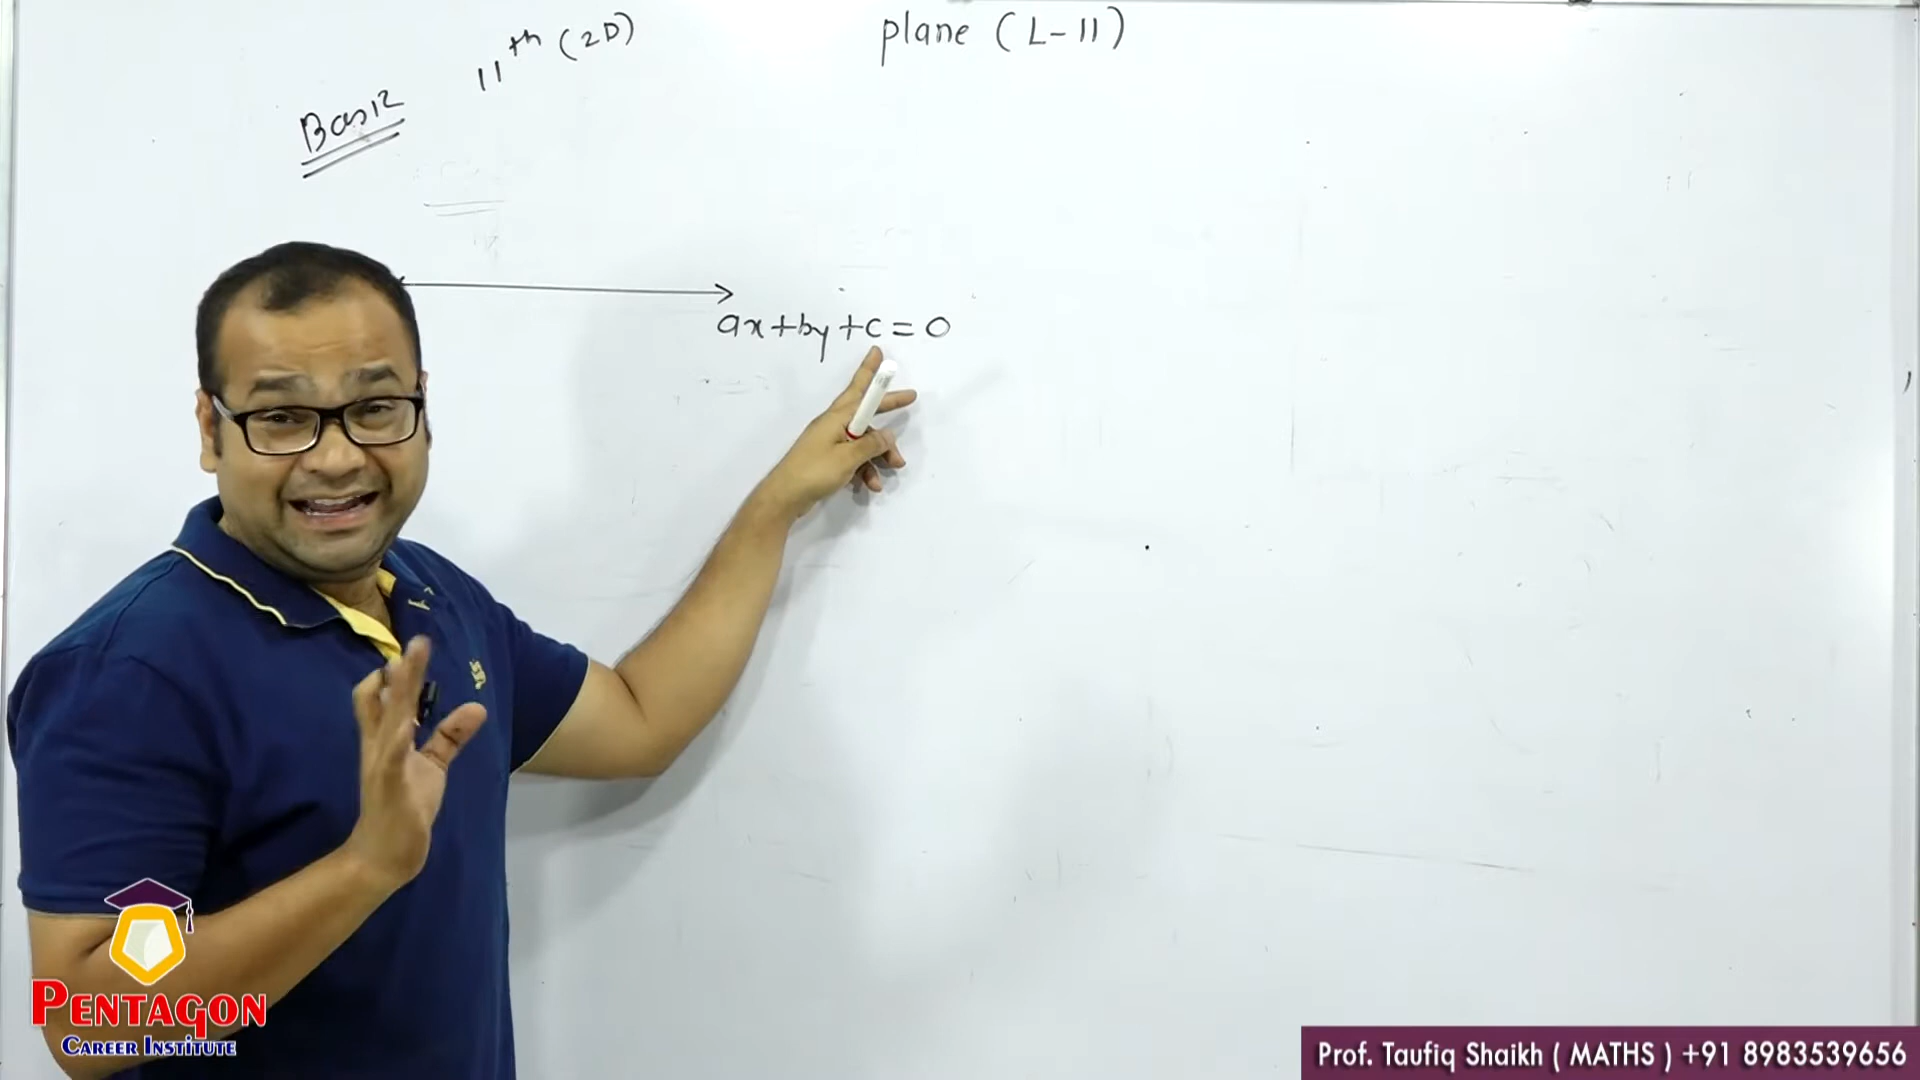 plane (L-11)
11th (2D)
Basic
ax+by+c=0
PENTAGON
CAREER INSTITUTE
Prof. Taufiq Shaikh ( MATHS ) +91 8983539656